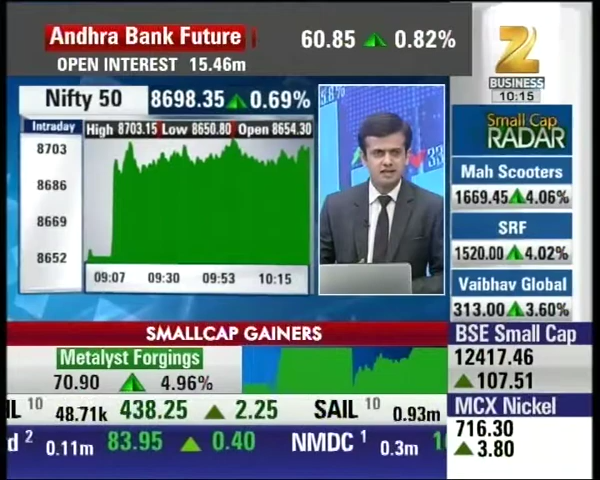 Andhra Bank Future 60.85 0.82%
OPEN INTEREST 15.46m
Z
BUSINESS
10:15
Nifty 50 8698.35 0.69%
Intraday High 8703.15 Low 8650.80 Open 8654.30
8703
8686
8669
8652
09:07 09:30 09:53 10:15
Small Cap
RADAR
Mah Scooters
1669.45 4.06%
SRF
1520.00 4.02%
Vaibhav Global
313.00 3.60%
SMALLCAP GAINERS
Metalyst Forgings
70.90 4.96%
BSE Small Cap
12417.46
107.51
IL 10 48.71k 438.25 2.25 SAIL 10 0.93m
d 2 0.11m 83.95 0.40 NMDC 1 0.3m
MCX Nickel
716.30
3.80